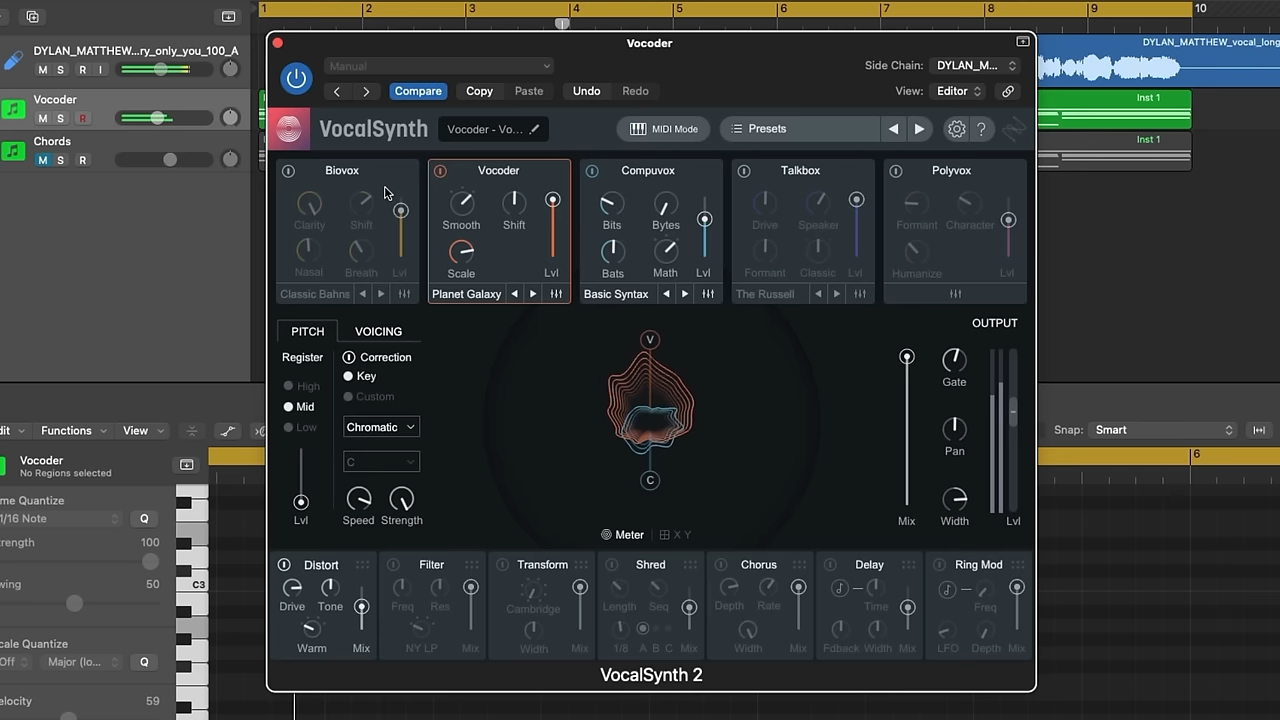 1 2 3 4 5 6 7 8 9 10
DYLAN_MATTHEW...ry_only_you_100_A
M S R I
Vocoder
M S R
Chords
M S R
DYLAN_MATTHEW_vocal_long
Inst 1
Inst 1
Vocoder
Manual
Side Chain: DYLAN_M...
Compare Copy Paste Undo Redo
View: Editor
VocalSynth
Vocoder - Vo...
MIDI Mode
Presets
?
Biovox
Clarity Shift
Nasal Breath Lvl
Classic Bahns
Vocoder
Smooth Shift
Scale Lvl
Planet Galaxy
Compuvox
Bits Bytes
Bats Math Lvl
Basic Syntax
Talkbox
Drive Speaker
Formant Classic Lvl
The Russell
Polyvox
Formant Character
Humanize Lvl
PITCH VOICING
Register
High
Mid
Low
Lvl
Correction
Key
Custom
Chromatic
C
Speed Strength
V
C
Meter
X Y
OUTPUT
Gate
Pan
Mix Width Lvl
Distort
Drive Tone
Warm Mix
Filter
Freq Res
NY LP Mix
Transform
Cambridge
Width Mix
Shred
Length Seq
1/8 A B C Mix
Chorus
Depth Rate
Width Mix
Delay
Time
Fdback Width Mix
Ring Mod
Freq
LFO Depth Mix
VocalSynth 2
dit Functions View
Snap: Smart
6
Vocoder
No Regions selected
me Quantize
1/16 Note Q
trength 100
wing 50
cale Quantize
Off Major (lo... Q
elocity 59
C3